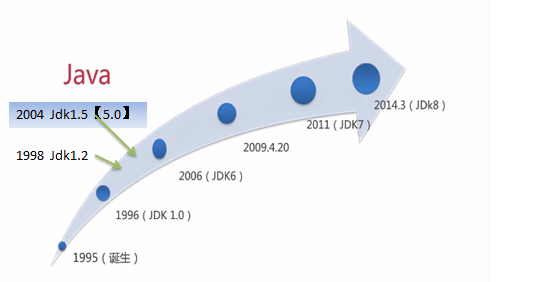 Java
2004 Jdk1.5【5.0】
1998 Jdk1.2
2014.3（JDk8）
2011（JDK7）
2009.4.20
2006（JDK6）
1996（JDK 1.0）
1995（诞生）